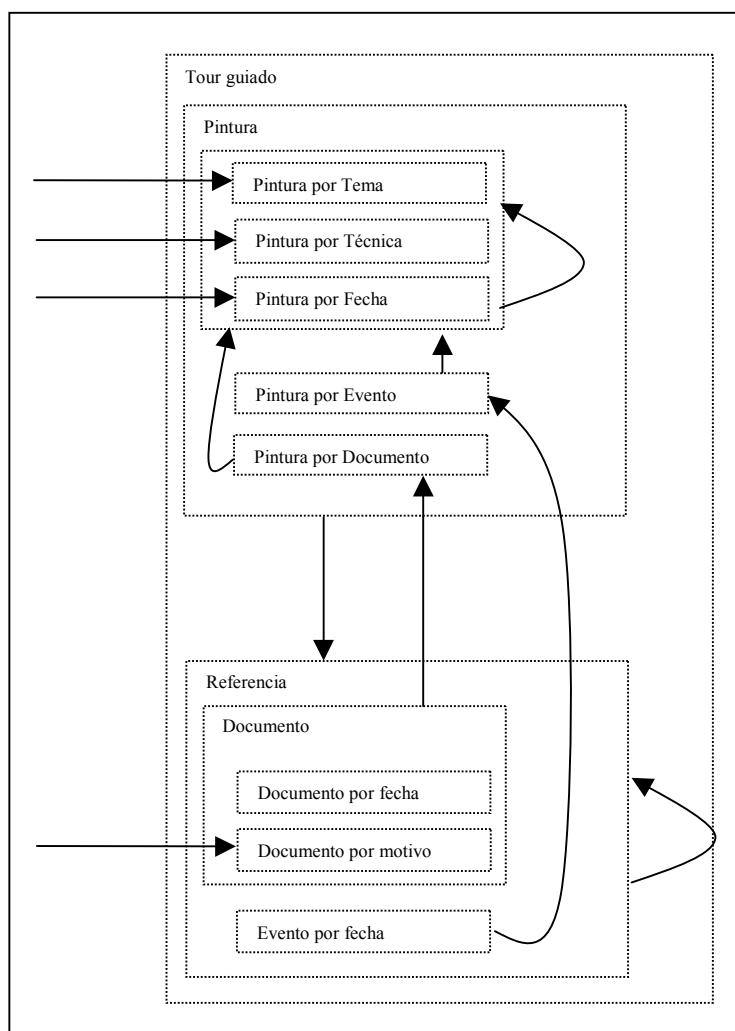 Tour guiado
Pintura
Pintura por Tema
Pintura por Técnica
Pintura por Fecha
Pintura por Evento
Pintura por Documento
Referencia
Documento
Documento por fecha
Documento por motivo
Evento por fecha